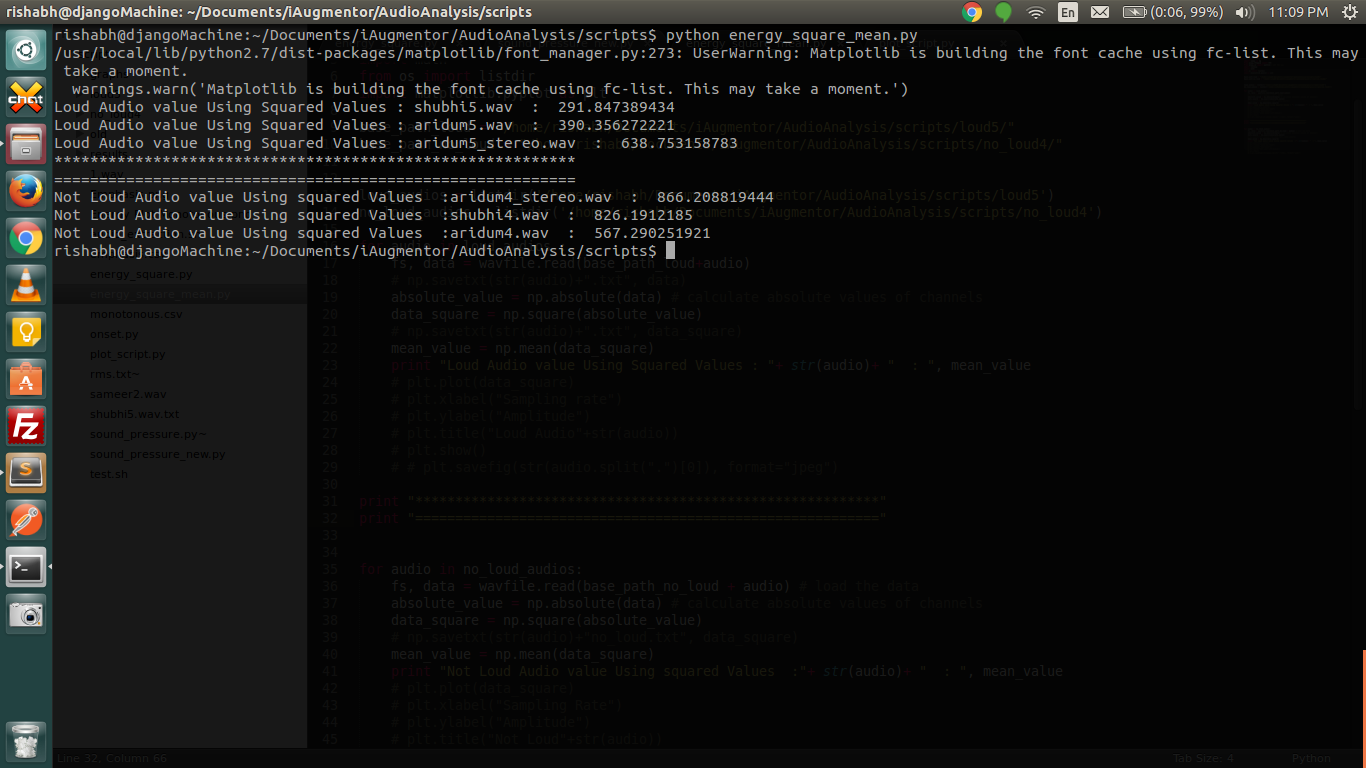 rishabh@djangoMachine: ~/Documents/iAugmentor/AudioAnalysis/scripts
En
(0:06, 99%)
11:09 PM
rishabh@djangoMachine:~/Documents/iAugmentor/AudioAnalysis/scripts$ python energy_square_mean.py
/usr/local/lib/python2.7/dist-packages/matplotlib/font_manager.py:273: UserWarning: Matplotlib is building the font cache using fc-list. This may
take a moment.
warnings.warn('Matplotlib is building the font cache using fc-list. This may take a moment.')
Loud Audio value Using Squared Values : shubhi5.wav : 291.847389434
Loud Audio value Using Squared Values : aridum5.wav : 390.356272221
Loud Audio value Using Squared Values : aridum5_stereo.wav : 638.753158783
**********************************************************
==========================================================
Not Loud Audio value Using squared Values :aridum4_stereo.wav : 866.208819444
Not Loud Audio value Using squared Values :shubhi4.wav : 826.1912185
Not Loud Audio value Using squared Values :aridum4.wav : 567.290251921
rishabh@djangoMachine:~/Documents/iAugmentor/AudioAnalysis/scripts$
energy_square.py
energy_square_mean.py
monotonous.csv
onset.py
plot_script.py
rms.txt~
sameer2.wav
shubhi5.wav.txt
sound_pressure.py~
sound_pressure_new.py
test.sh
from os import listdir
17 fs, data = wavfile.read(base_path_loud+audio)
18 # np.savetxt(str(audio)+".txt", data)
19 absolute_value = np.absolute(data) # calculate absolute values of channels
20 data_square = np.square(absolute_value)
21 # np.savetxt(str(audio)+".txt", data_square)
22 mean_value = np.mean(data_square)
23 print "Loud Audio value Using Squared Values : "+ str(audio)+ " : ", mean_value
24 # plt.plot(data_square)
25 # plt.xlabel("Sampling rate")
26 # plt.ylabel("Amplitude")
27 # plt.title("Loud Audio"+str(audio))
28 # plt.show()
29 # # plt.savefig(str(audio.split(".")[0]), format="jpeg")
30
31 print "**********************************************************"
32 print "=========================================================="
33
34
35 for audio in no_loud_audios:
36 fs, data = wavfile.read(base_path_no_loud + audio) # load the data
37 absolute_value = np.absolute(data) # calculate absolute values of channels
38 data_square = np.square(absolute_value)
39 # np.savetxt(str(audio)+"no_loud.txt", data_square)
40 mean_value = np.mean(data_square)
41 print "Not Loud Audio value Using squared Values :"+ str(audio)+ " : ", mean_value
42 # plt.plot(data_square)
43 # plt.xlabel("Sampling Rate")
44 # plt.ylabel("Amplitude")
45 # plt.title("Not Loud"+str(audio))
Line 32, Column 66
Tab Size: 4
Python